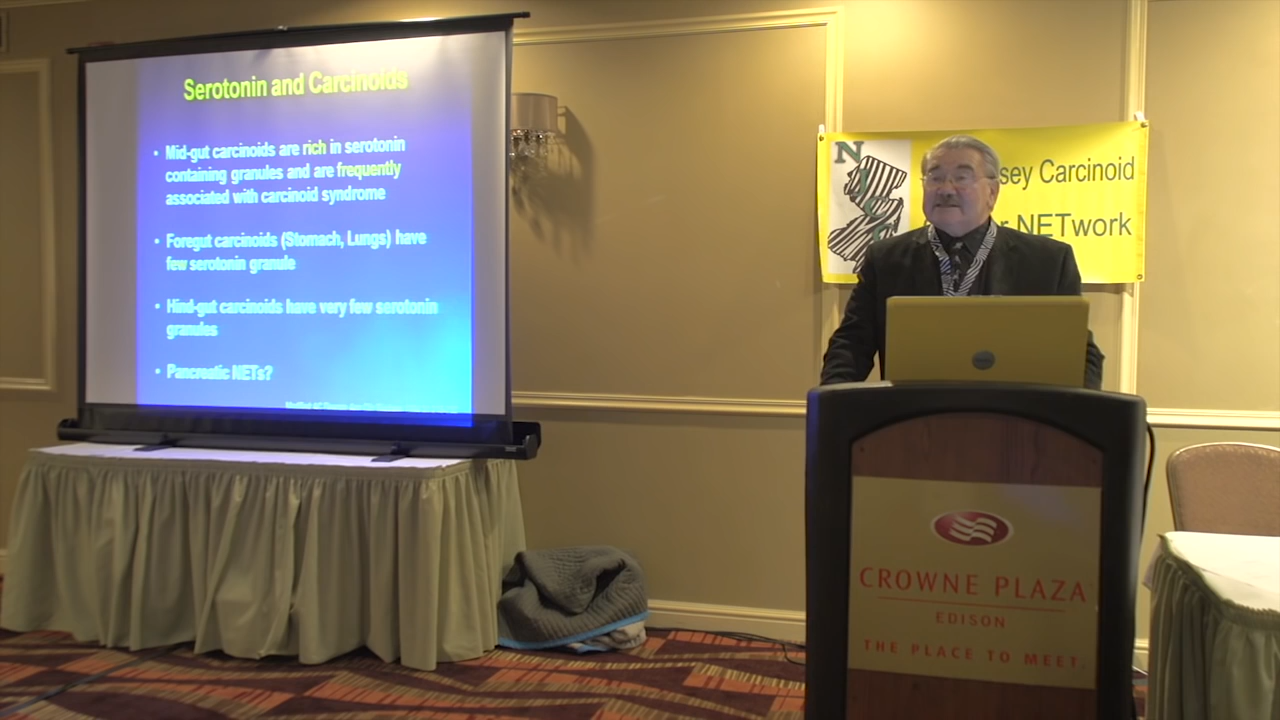 Serotonin and Carcinoids
• Mid-gut carcinoids are rich in serotonin
containing granules and are frequently
associated with carcinoid syndrome
• Foregut carcinoids (Stomach, Lungs) have
few serotonin granule
• Hind-gut carcinoids have very few serotonin
granules
• Pancreatic NETs?
N
J
C
sey Carcinoid
r NETwork
DELL
CROWNE PLAZA
EDISON
THE PLACE TO MEET.